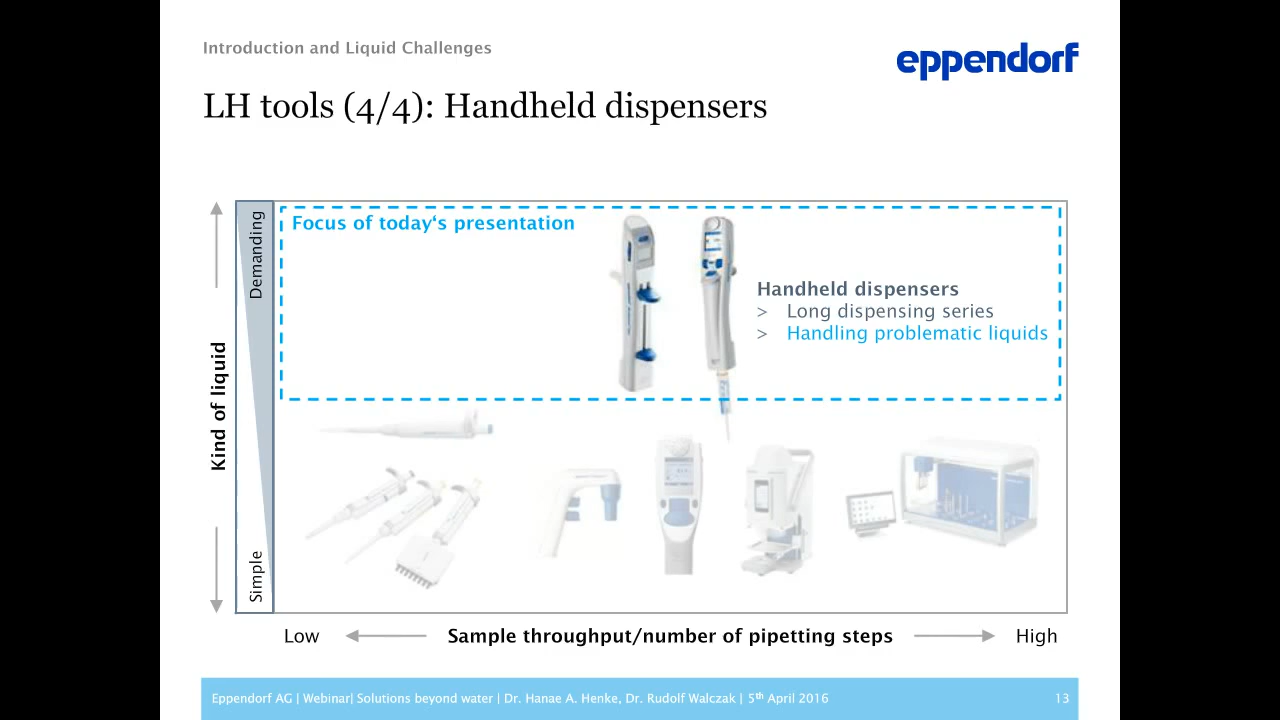 Introduction and Liquid Challenges
eppendorf
LH tools (4/4): Handheld dispensers
Focus of today‘s presentation
Demanding
Handheld dispensers
> Long dispensing series
> Handling problematic liquids
Kind of liquid
Simple
Low
Sample throughput/number of pipetting steps
High
Eppendorf AG | Webinar| Solutions beyond water | Dr. Hanae A. Henke, Dr. Rudolf Walczak | 5th April 2016
13